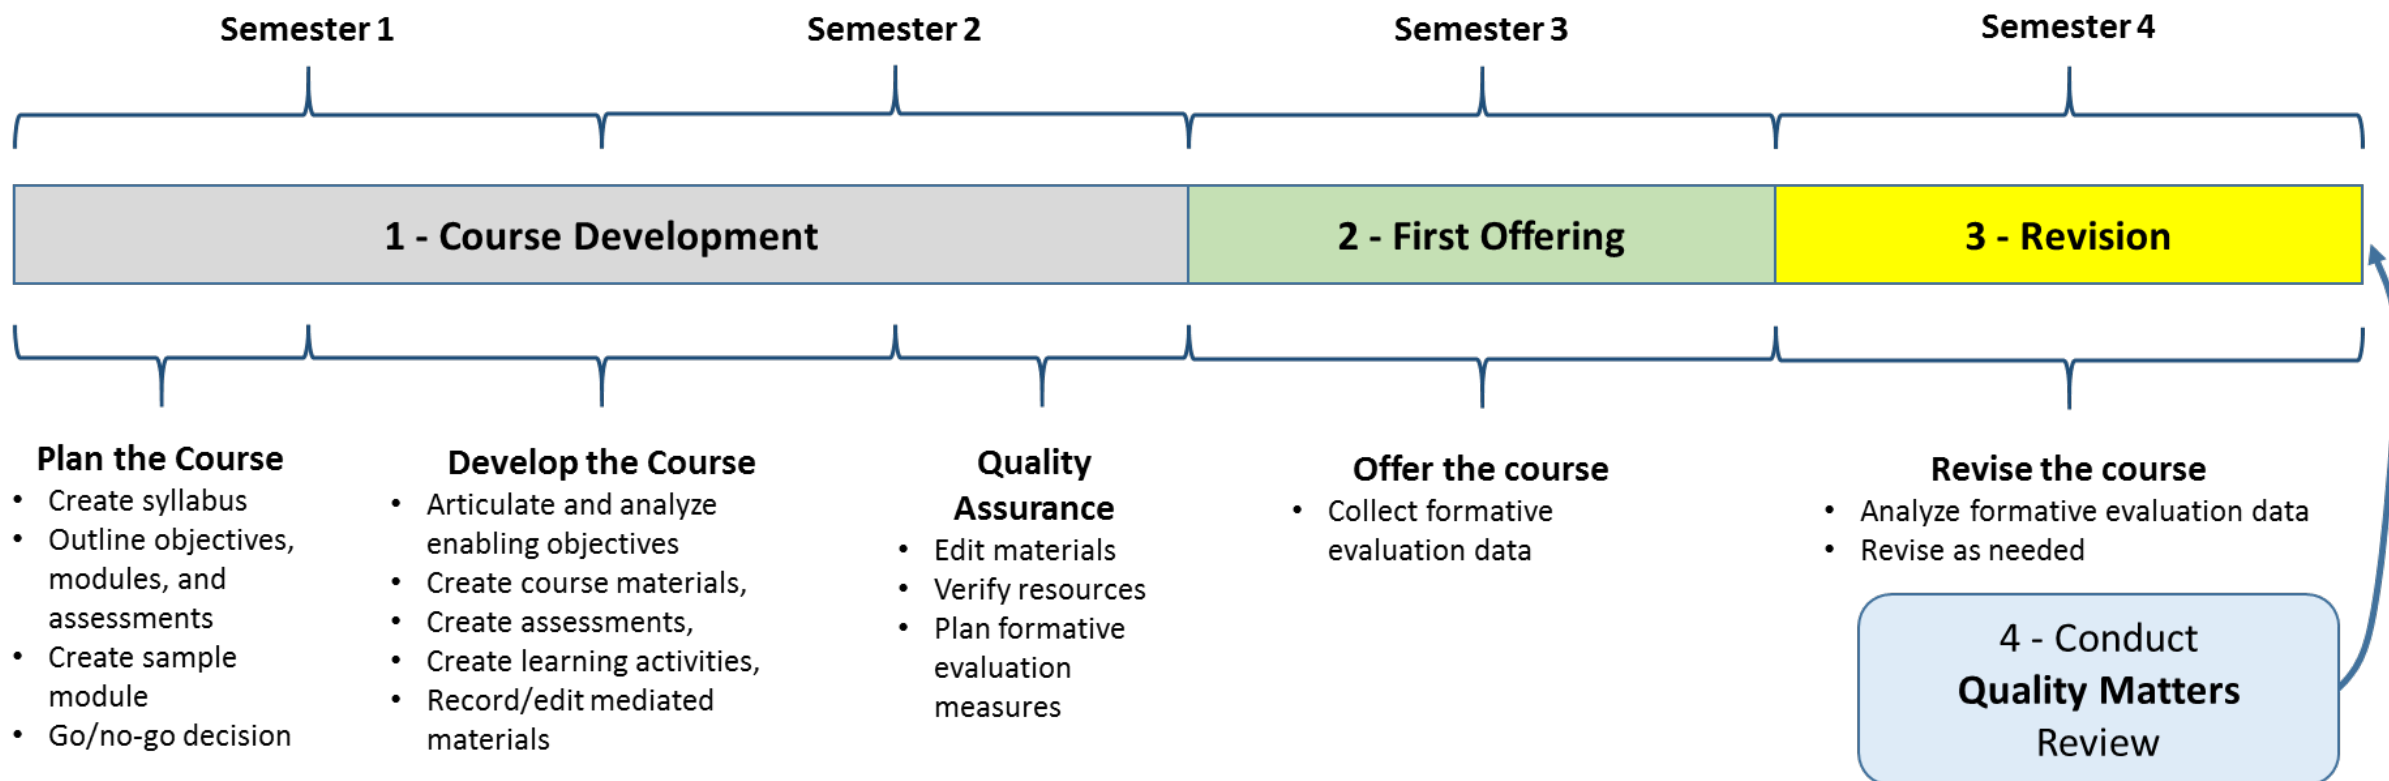 Semester 1
Semester 2
Semester 3
Semester 4
1 - Course Development
2 - First Offering
3 - Revision
Plan the Course
• Create syllabus
• Outline objectives,
modules, and
assessments
• Create sample
module
• Go/no-go decision
Develop the Course
• Articulate and analyze
enabling objectives
• Create course materials,
• Create assessments,
• Create learning activities,
• Record/edit mediated
materials
Quality
Assurance
• Edit materials
• Verify resources
• Plan formative
evaluation
measures
Offer the course
• Collect formative
evaluation data
Revise the course
• Analyze formative evaluation data
• Revise as needed
4 - Conduct
Quality Matters
Review